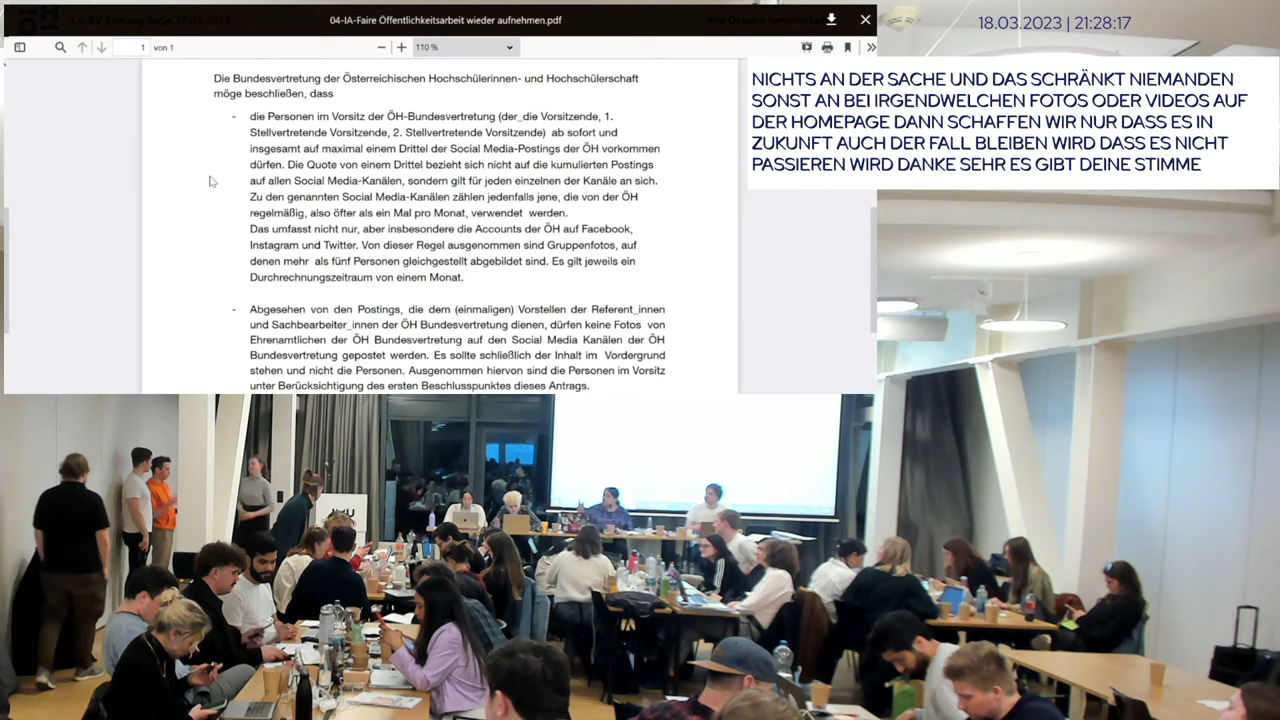 I.o.BV Sitzung SoSe 17.03.2023
04-IA-Faire Öffentlichkeitsarbeit wieder aufnehmen.pdf
1 von 1
110 %
Die Bundesvertretung der Österreichischen Hochschülerinnen- und Hochschülerschaft
möge beschließen, dass
- die Personen im Vorsitz der ÖH-Bundesvertretung (der_die Vorsitzende, 1.
Stellvertretende Vorsitzende, 2. Stellvertretende Vorsitzende) ab sofort und
insgesamt auf maximal einem Drittel der Social Media-Postings der ÖH vorkommen
dürfen. Die Quote von einem Drittel bezieht sich nicht auf die kumulierten Postings
auf allen Social Media-Kanälen, sondern gilt für jeden einzelnen der Kanäle an sich.
Zu den genannten Social Media-Kanälen zählen jedenfalls jene, die von der ÖH
regelmäßig, also öfter als ein Mal pro Monat, verwendet werden.
Das umfasst nicht nur, aber insbesondere die Accounts der ÖH auf Facebook,
Instagram und Twitter. Von dieser Regel ausgenommen sind Gruppenfotos, auf
denen mehr als fünf Personen gleichgestellt abgebildet sind. Es gilt jeweils ein
Durchrechnungszeitraum von einem Monat.
- Abgesehen von den Postings, die dem (einmaligen) Vorstellen der Referent_innen
und Sachbearbeiter_innen der ÖH Bundesvertretung dienen, dürfen keine Fotos von
Ehrenamtlichen der ÖH Bundesvertretung auf den Social Media Kanälen der ÖH
Bundesvertretung gepostet werden. Es sollte schließlich der Inhalt im Vordergrund
stehen und nicht die Personen. Ausgenommen hiervon sind die Personen im Vorsitz
unter Berücksichtigung des ersten Beschlusspunktes dieses Antrags.
18.03.2023 | 21:28:17
NICHTS AN DER SACHE UND DAS SCHRÄNKT NIEMANDEN
SONST AN BEI IRGENDWELCHEN FOTOS ODER VIDEOS AUF
DER HOMEPAGE DANN SCHAFFEN WIR NUR DASS ES IN
ZUKUNFT AUCH DER FALL BLEIBEN WIRD DASS ES NICHT
PASSIEREN WIRD DANKE SEHR ES GIBT DEINE STIMME